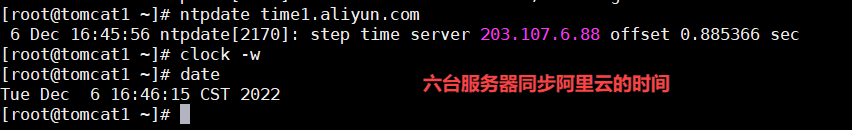 [root@tomcat1 ~]# ntpdate time1.aliyun.com
 6 Dec 16:45:56 ntpdate[2170]: step time server 203.107.6.88 offset 0.885366 sec
[root@tomcat1 ~]# clock -w
[root@tomcat1 ~]# date
Tue Dec  6 16:46:15 CST 2022
六台服务器同步阿里云的时间
[root@tomcat1 ~]#